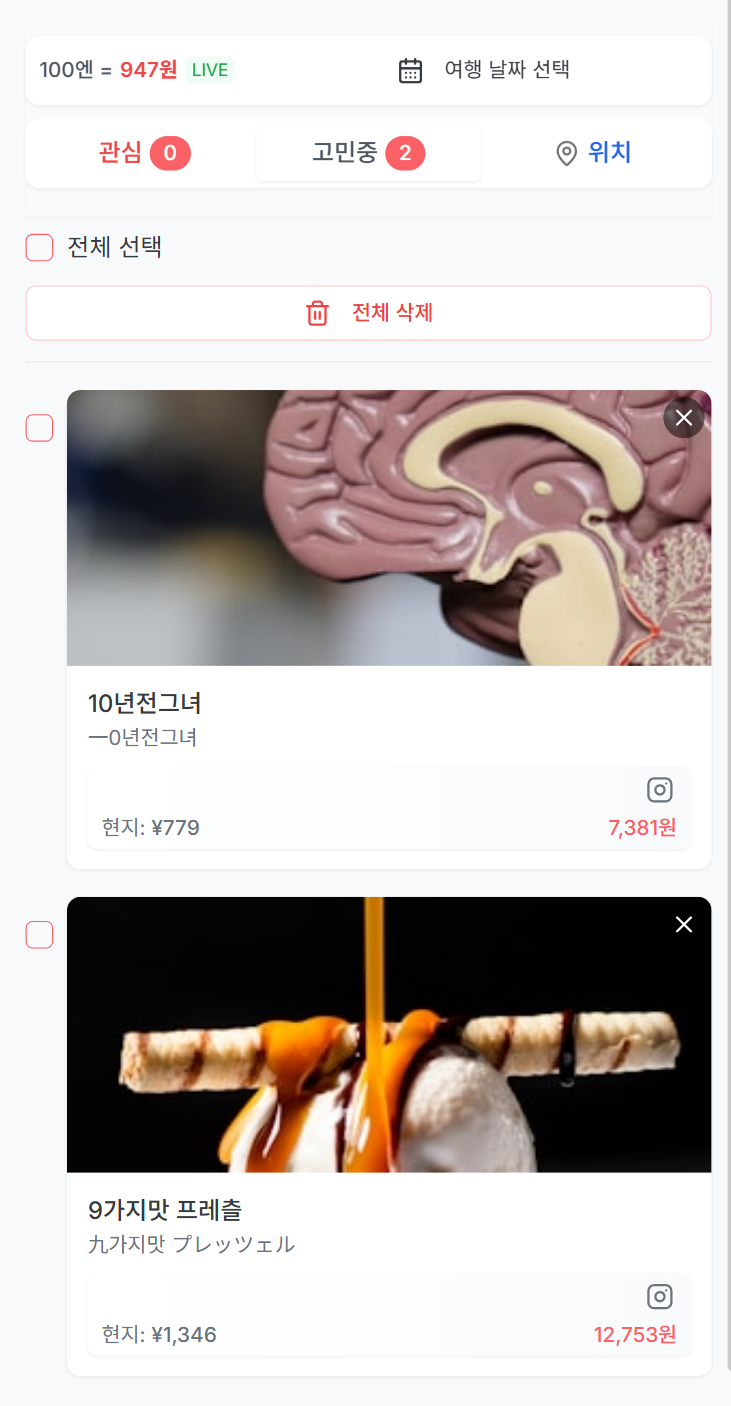 100엔 = 947원 LIVE
여행 날짜 선택
관심 0
고민중 2
위치
전체 선택
전체 삭제
10년전그녀
一0년전그녀
현지: ¥779
7,381원
9가지맛 프레츨
九가지맛 プレッツェル
현지: ¥1,346
12,753원